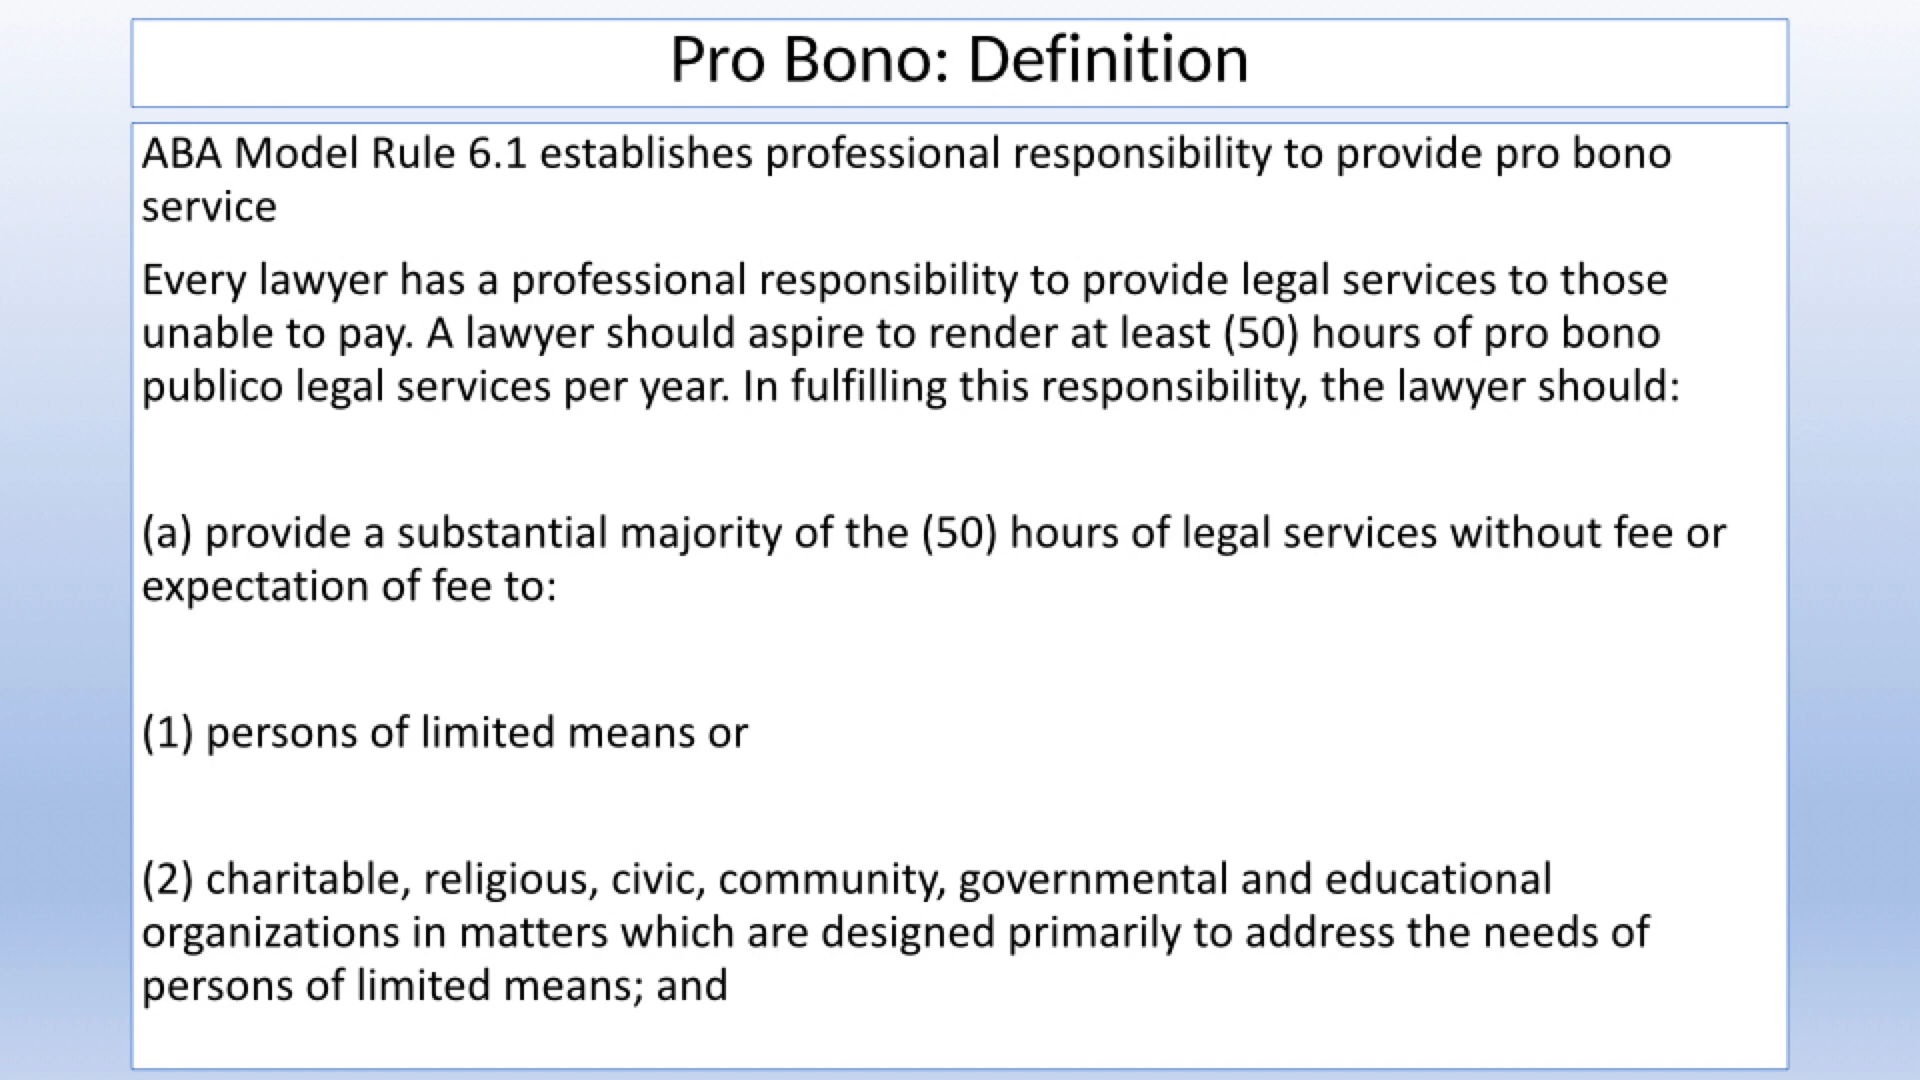 Pro Bono: Definition
ABA Model Rule 6.1 establishes professional responsibility to provide pro bono
service
Every lawyer has a professional responsibility to provide legal services to those
unable to pay. A lawyer should aspire to render at least (50) hours of pro bono
publico legal services per year. In fulfilling this responsibility, the lawyer should:
(a) provide a substantial majority of the (50) hours of legal services without fee or
expectation of fee to:
(1) persons of limited means or
(2) charitable, religious, civic, community, governmental and educational
organizations in matters which are designed primarily to address the needs of
persons of limited means; and